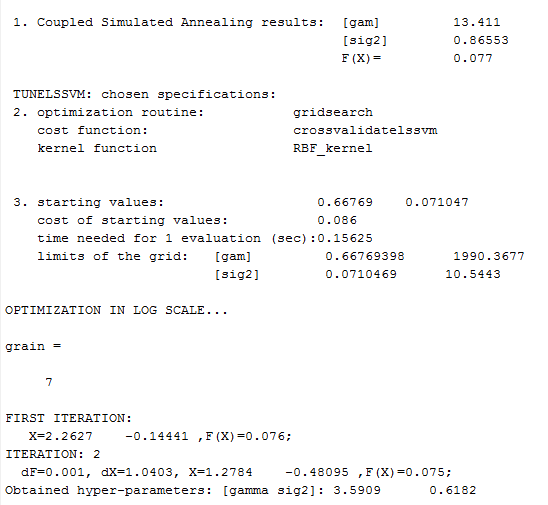 1. Coupled Simulated Annealing results:  [gam]         13.411
[sig2]        0.86553
F(X)=         0.077
TUNELSSVM: chosen specifications:
2. optimization routine:           gridsearch
cost function:                  crossvalidatelssvm
kernel function                 RBF_kernel
3. starting values:                   0.66769    0.071047
cost of starting values:           0.086
time needed for 1 evaluation (sec):0.15625
limits of the grid:   [gam]         0.66769398      1990.3677
[sig2]        0.0710469      10.5443
OPTIMIZATION IN LOG SCALE...
grain =
7
FIRST ITERATION:
X=2.2627    -0.14441 ,F(X)=0.076;
ITERATION: 2
dF=0.001, dX=1.0403, X=1.2784    -0.48095 ,F(X)=0.075;
Obtained hyper-parameters: [gamma sig2]: 3.5909      0.6182